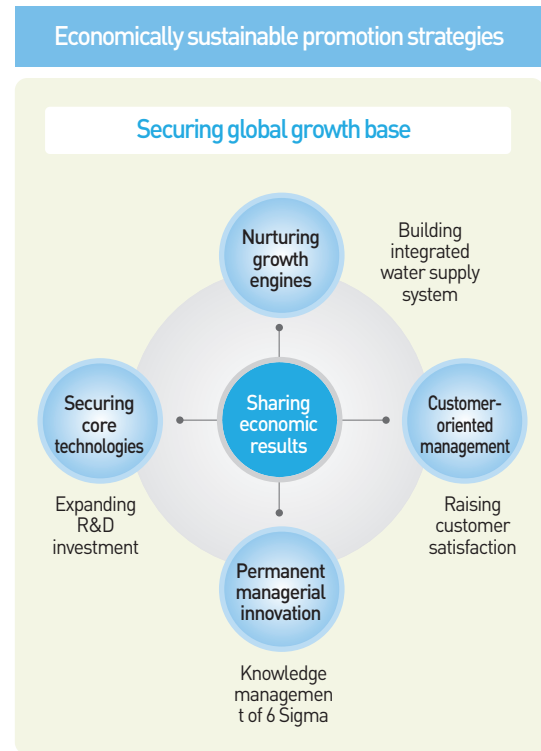 Economically sustainable promotion strategies
Securing global growth base
Nurturing
growth
engines
Building
integrated
water supply
system
Securing
core
technologies
Sharing
economic
results
Customer-
oriented
management
Expanding
R&D
investment
Raising
customer
satisfaction
Permanent
managerial
innovation
Knowledge
managemen
t of 6 Sigma